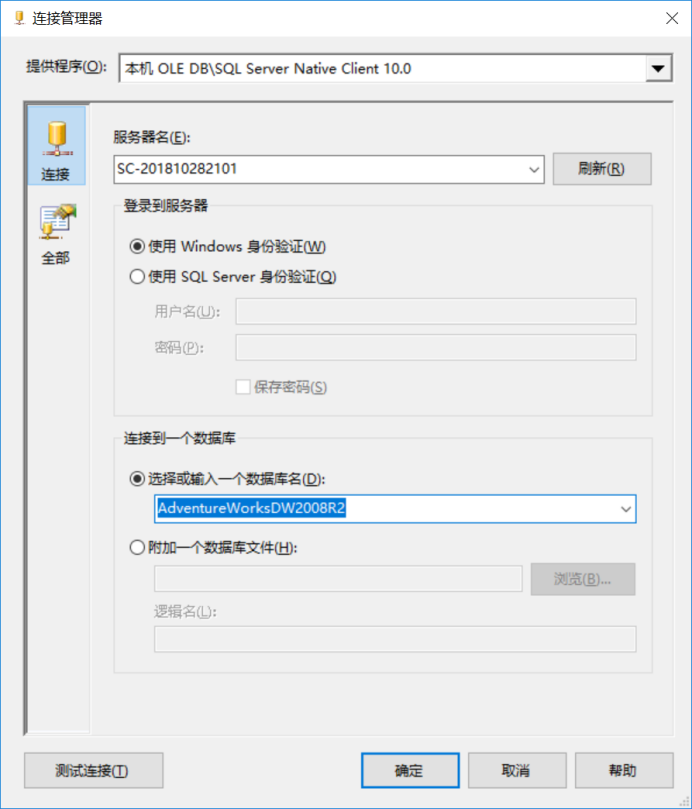 连接管理器
提供程序(O):
本机 OLE DB\SQL Server Native Client 10.0
连接
全部
服务器名(E):
SC-201810282101
刷新(R)
登录到服务器
使用 Windows 身份验证(W)
使用 SQL Server 身份验证(Q)
用户名(U):
密码(P):
保存密码(S)
连接到一个数据库
选择或输入一个数据库名(D):
AdventureWorksDW2008R2
附加一个数据库文件(H):
浏览(B)...
逻辑名(L):
测试连接(T)
确定
取消
帮助